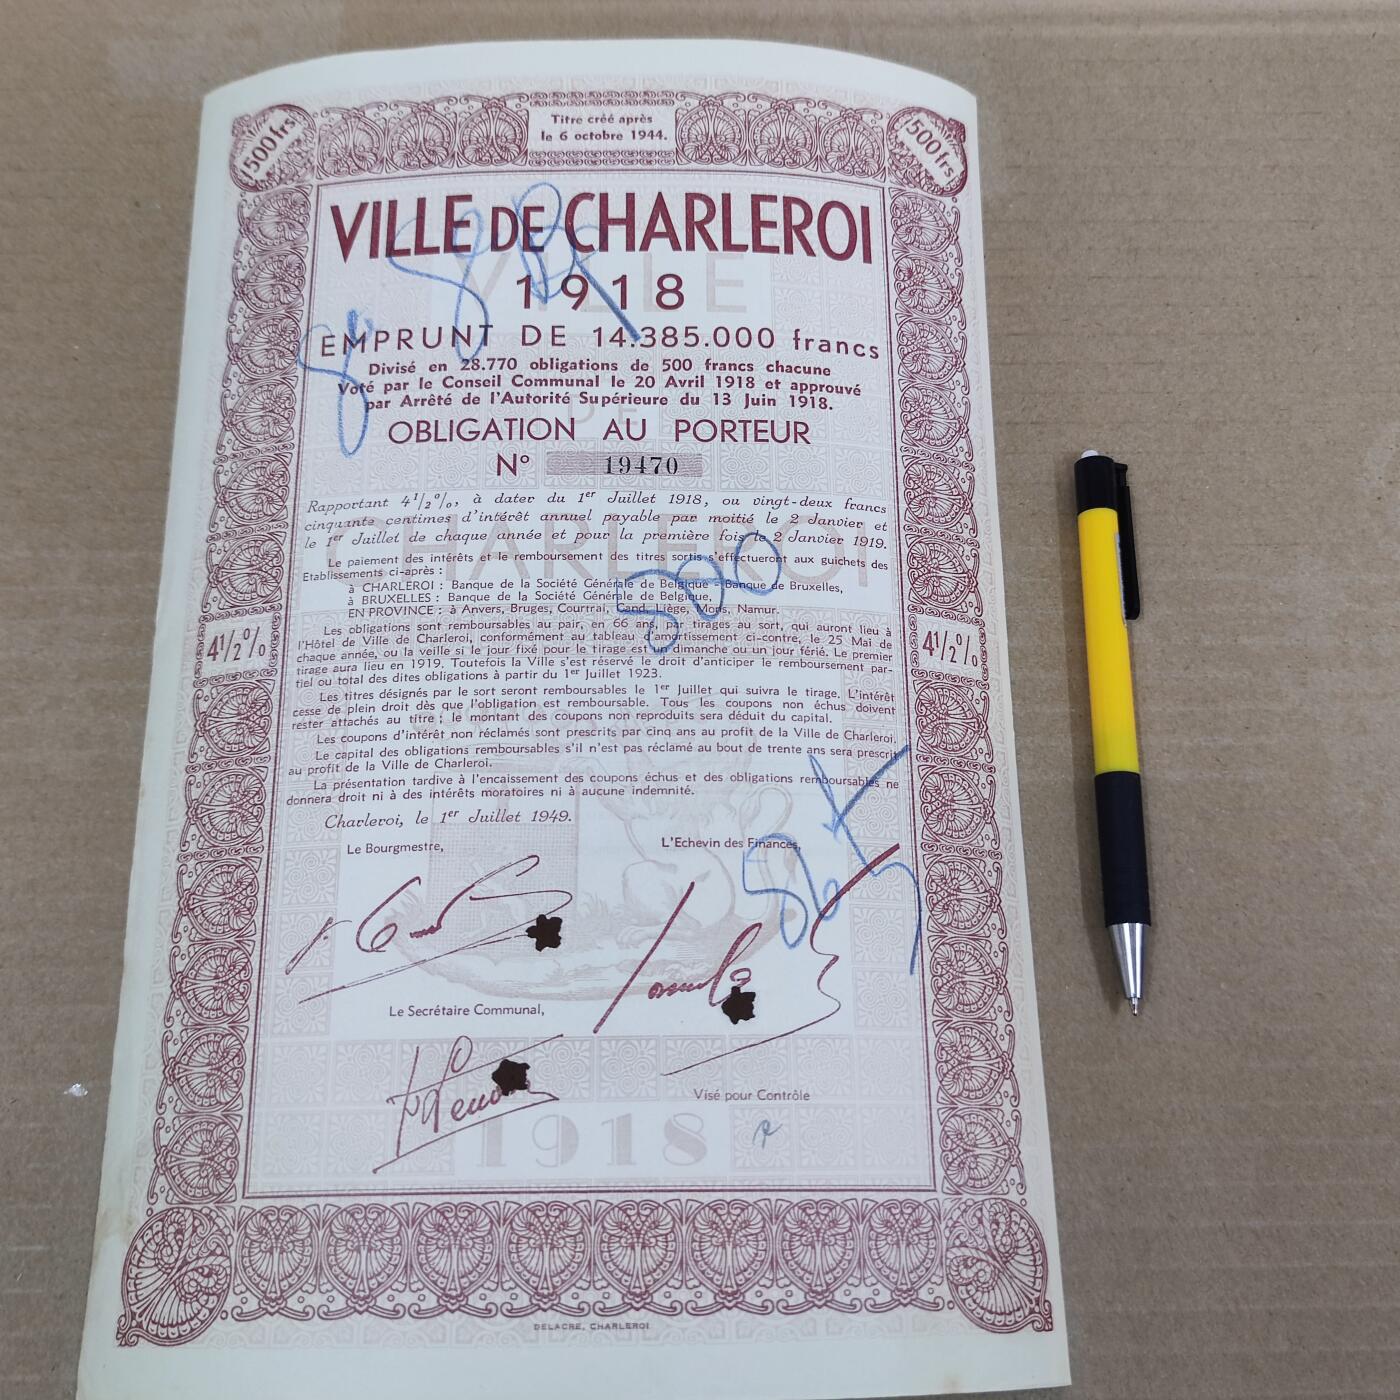 500 frs
Titre créé après
le 6 octobre 1944.
500 frs
VILLE DE CHARLEROI
1918
EMPRUNT DE 14.385.000 francs
Divisé en 28.770 obligations de 500 francs chacune
Voté par le Conseil Communal le 20 Avril 1918 et approuvé
par Arrêté de l'Autorité Supérieure du 13 Juin 1918.
OBLIGATION AU PORTEUR
N° 19470
Rapportant 4 1/2 %, à dater du 1er Juillet 1918, ou vingt-deux francs
cinquante centimes d'intérêt annuel payable par moitié le 2 Janvier et
le 1er Juillet de chaque année et pour la première fois le 2 Janvier 1919.
Le paiement des intérêts et le remboursement des titres sortis s'effectueront aux guichets des
Etablissements ci-après :
à CHARLEROI : Banque de la Société Générale de Belgique - Banque de Bruxelles,
à BRUXELLES : Banque de la Société Générale de Belgique,
EN PROVINCE : à Anvers, Bruges, Courtrai, Gand, Liège, Mons, Namur.
500
Les obligations sont remboursables au pair, en 66 ans, par tirages au sort, qui auront lieu à
l'Hôtel de Ville de Charleroi, conformément au tableau d'amortissement ci-contre, le 25 Mai de
chaque année, ou la veille si le jour fixé pour le tirage est un dimanche ou un jour férié. Le premier
tirage aura lieu en 1919. Toutefois la Ville s'est réservé le droit d'anticiper le remboursement par-
tiel ou total des dites obligations à partir du 1er Juillet 1923.
4 1/2 %
4 1/2 %
Les titres désignés par le sort seront remboursables le 1er Juillet qui suivra le tirage. L'intérêt
cesse de plein droit dès que l'obligation est remboursable. Tous les coupons non échus doivent
rester attachés au titre ; le montant des coupons non reproduits sera déduit du capital.
Les coupons d'intérêt non réclamés sont prescrits par cinq ans au profit de la Ville de Charleroi.
Le capital des obligations remboursables s'il n'est pas réclamé au bout de trente ans sera prescrit
au profit de la Ville de Charleroi.
La présentation tardive à l'encaissement des coupons échus et des obligations remboursables ne
donnera droit ni à des intérêts moratoires ni à aucune indemnité.
Charleroi, le 1er Juillet 1949.
Le Bourgmestre,
L'Echevin des Finances,
Le Secrétaire Communal,
Visé pour Contrôle
VILLE
DE
CHARLEROI
1918
DELACRE, CHARLEROI